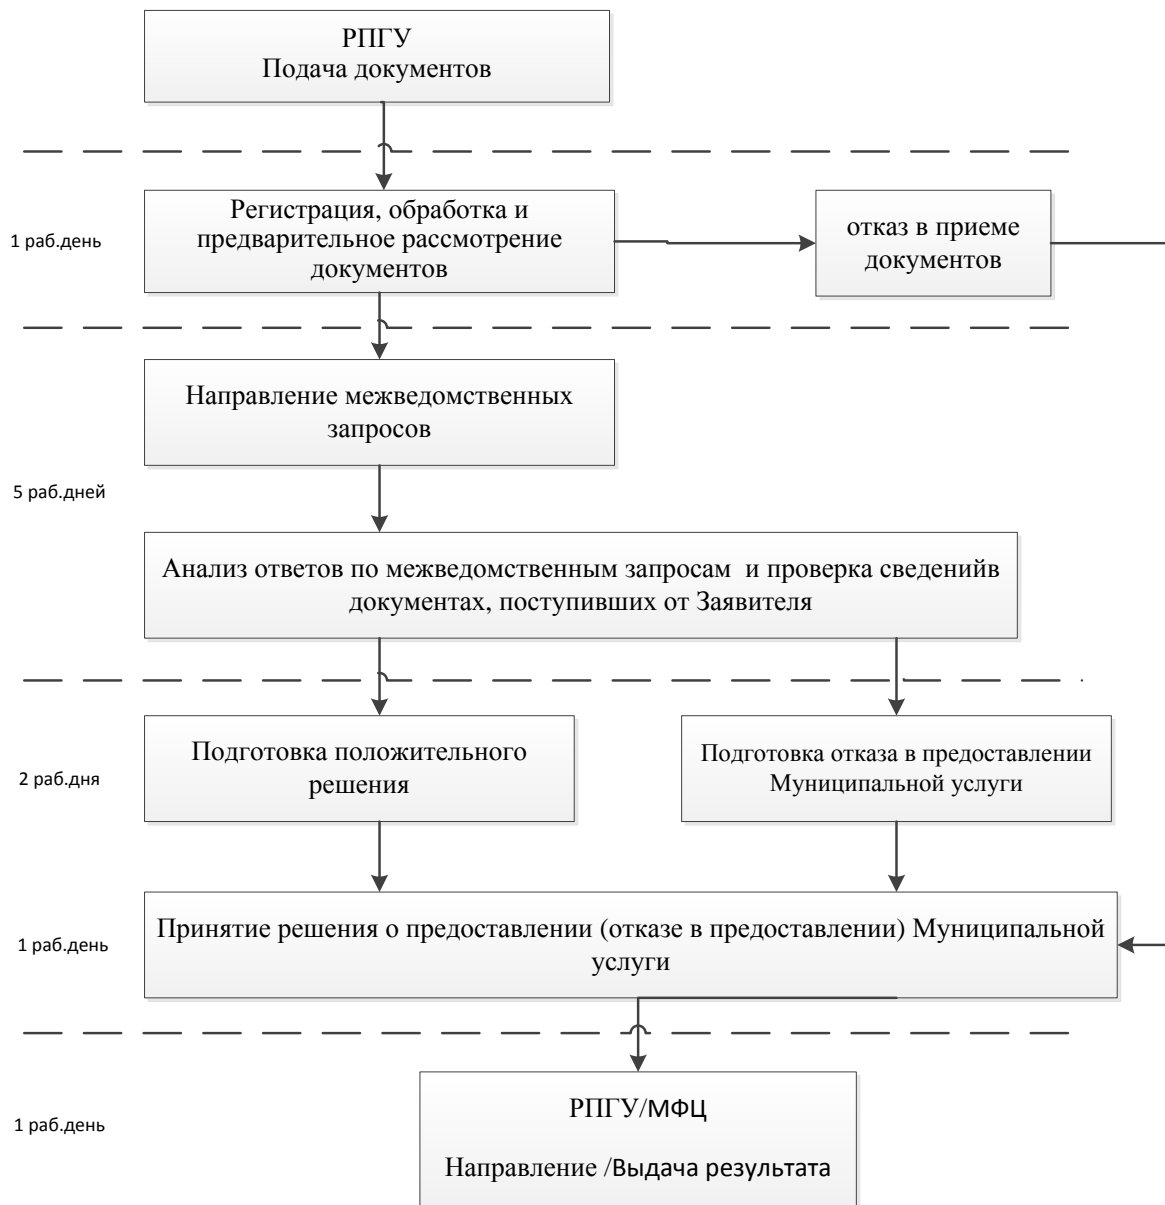 РПГУ
Подача документов
1 раб.день
Регистрация, обработка и
предварительное рассмотрение
документов
отказ в приеме
документов
Направление межведомственных
запросов
5 раб.дней
Анализ ответов по межведомственным запросам и проверка сведенийв
документах, поступивших от Заявителя
2 раб.дня
Подготовка положительного
решения
Подготовка отказа в предоставлении
Муниципальной услуги
1 раб.день
Принятие решения о предоставлении (отказе в предоставлении) Муниципальной
услуги
1 раб.день
РПГУ/МФЦ
Направление /Выдача результата